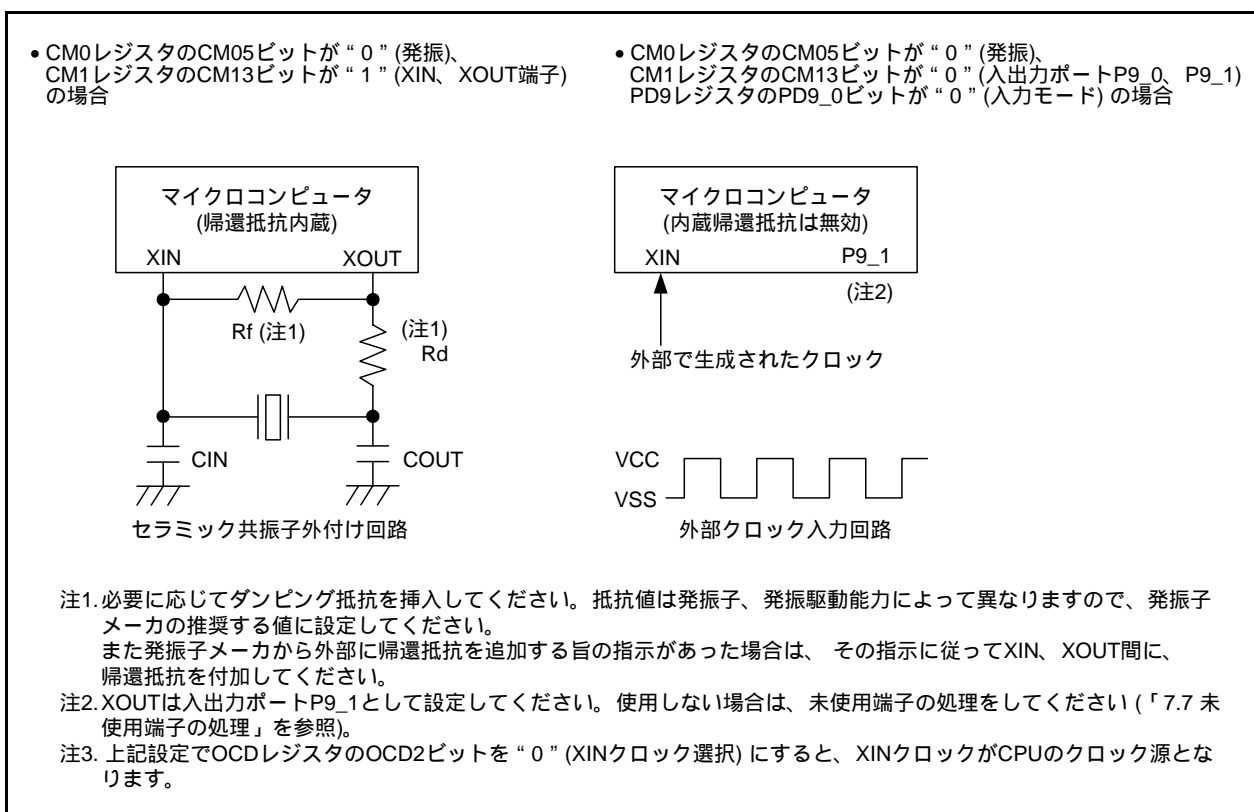 • CM0レジスタのCM05ビットが“0”(発振)、
CM1レジスタのCM13ビットが“1”(XIN、XOUT端子)
の場合
• CM0レジスタのCM05ビットが“0”(発振)、
CM1レジスタのCM13ビットが“0”(入出力ポートP9_0、P9_1)
PD9レジスタのPD9_0ビットが“0”(入力モード) の場合
マイクロコンピュータ
(帰還抵抗内蔵)
XIN XOUT
Rf (注1)
(注1)
Rd
CIN COUT
セラミック共振子外付け回路
マイクロコンピュータ
(内蔵帰還抵抗は無効)
XIN P9_1
(注2)
外部で生成されたクロック
VCC
VSS
外部クロック入力回路
注1.必要に応じてダンピング抵抗を挿入してください。抵抗値は発振子、発振駆動能力によって異なりますので、発振子
メーカの推奨する値に設定してください。
また発振子メーカから外部に帰還抵抗を追加する旨の指示があった場合は、その指示に従ってXIN、XOUT間に、
帰還抵抗を付加してください。
注2.XOUTは入出力ポートP9_1として設定してください。使用しない場合は、未使用端子の処理をしてください (「7.7 未
使用端子の処理」を参照)。
注3. 上記設定でOCDレジスタのOCD2ビットを“0”(XINクロック選択) にすると、XINクロックがCPUのクロック源とな
ります。